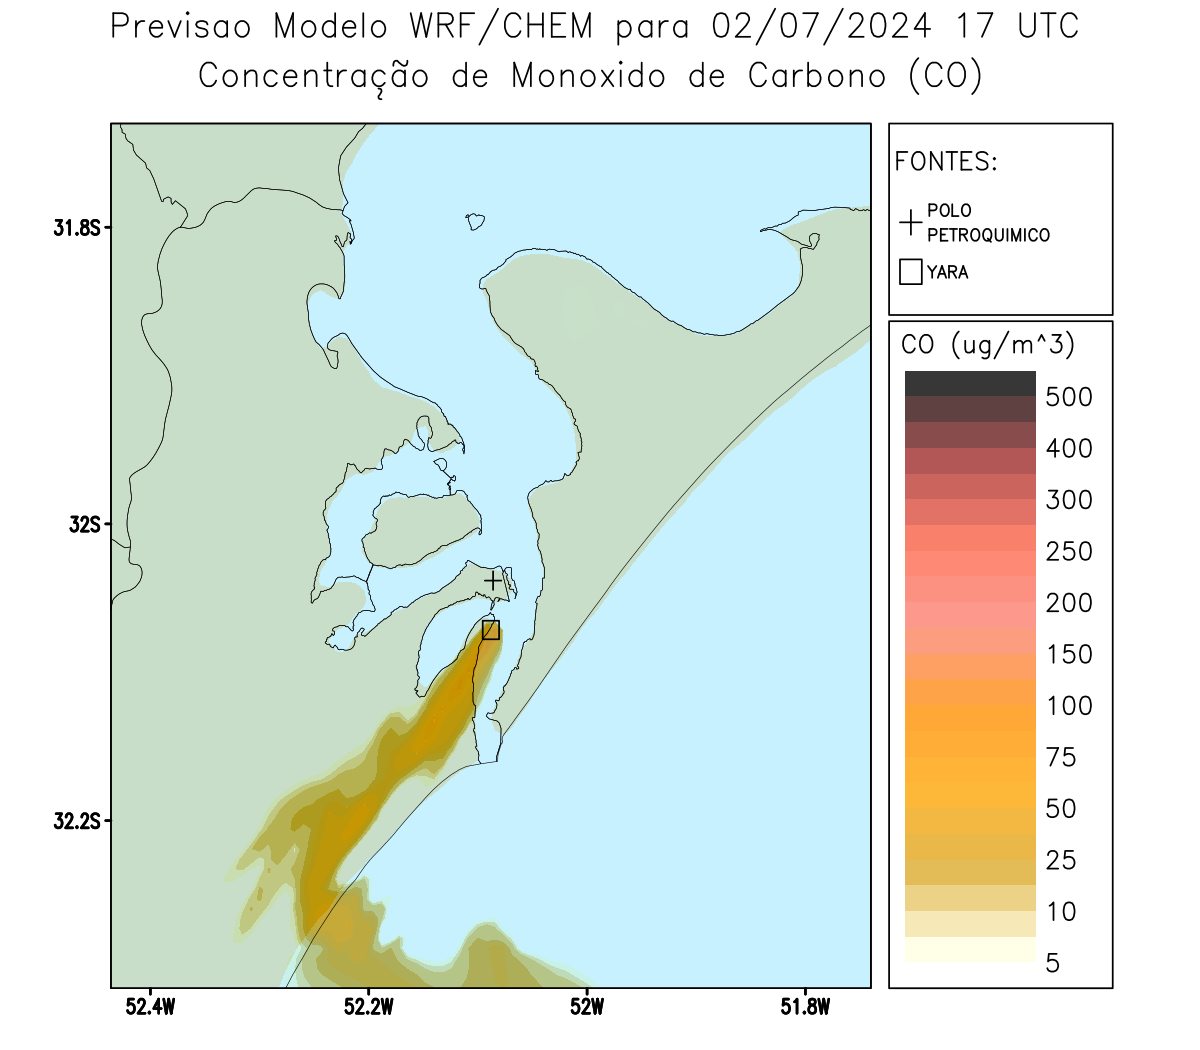 Previsao Modelo WRF/CHEM para 02/07/2024 17 UTC
Concentração de Monoxido de Carbono (CO)
FONTES:
POLO
PETROQUIMICO
YARA
CO (ug/m^3)
500
400
300
250
200
150
100
75
50
25
10
5
31.8S
32S
32.2S
52.4W
52.2W
52W
51.8W